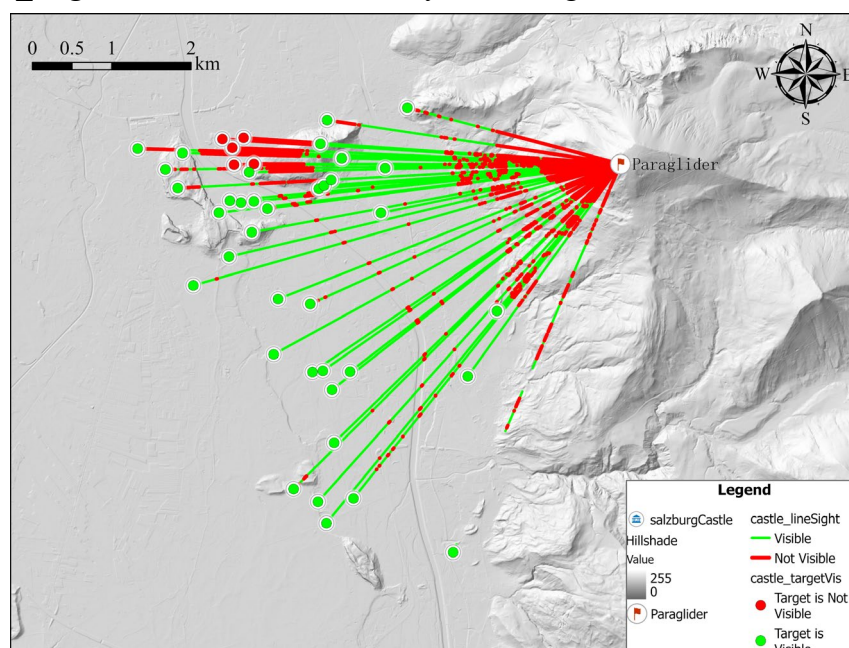 0 0.5 1 2
km
N
W E
S
Paraglider
Legend
salzburgCastle
Hillshade
Value
255
0
Paraglider
castle_lineSight
Visible
Not Visible
castle_targetVis
Target is Not
Visible
Target is